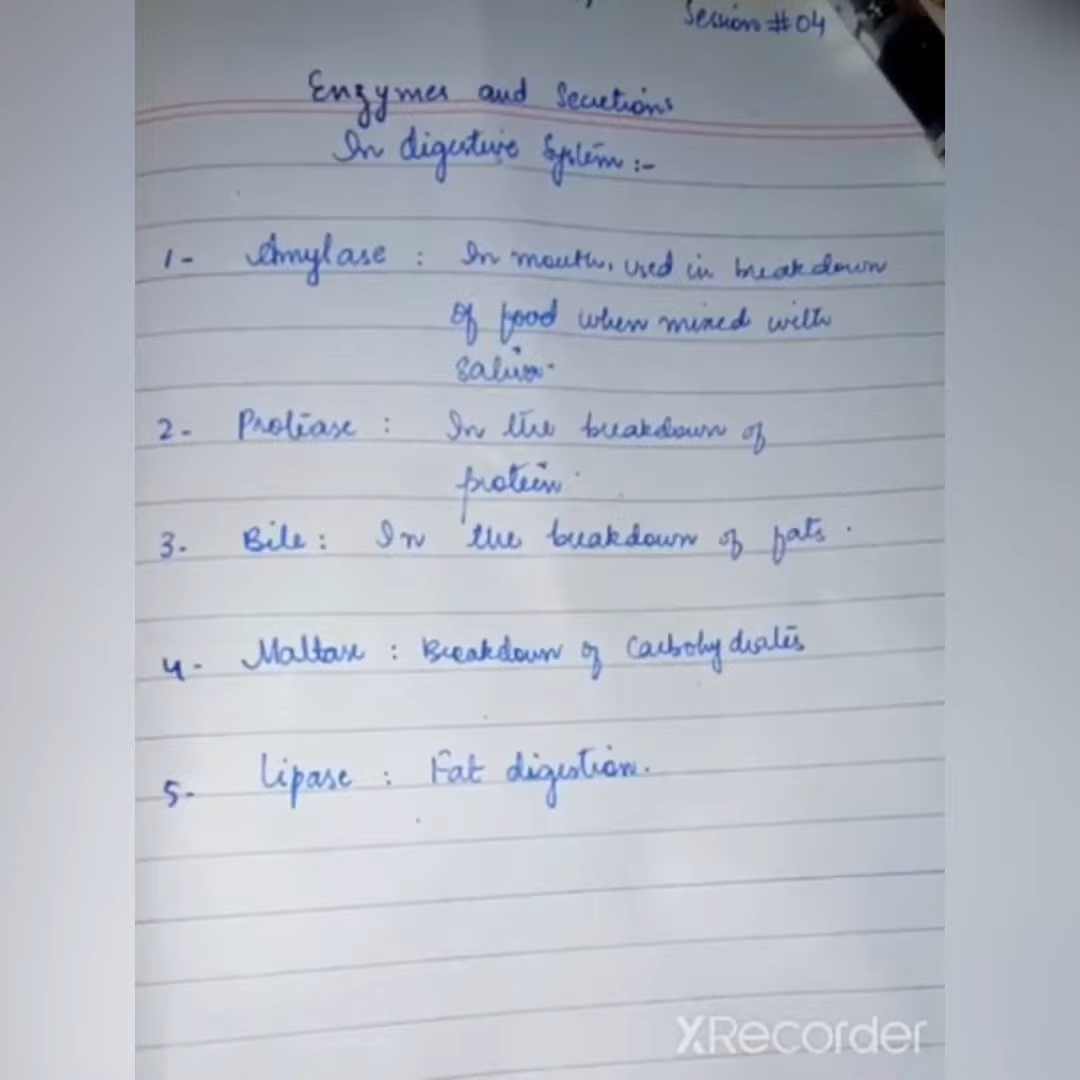 Session #04
Enzymes and Secretions
In digestive System :-
1- Amylase : In mouth, used in breakdown
of food when mixed with
saliva.
2- Protiase : In the breakdown of
protein.
3- Bile : In the breakdown of fats.
4- Maltase : Breakdown of Carbohydrates
5- Lipase : Fat digestion.
XRecorder